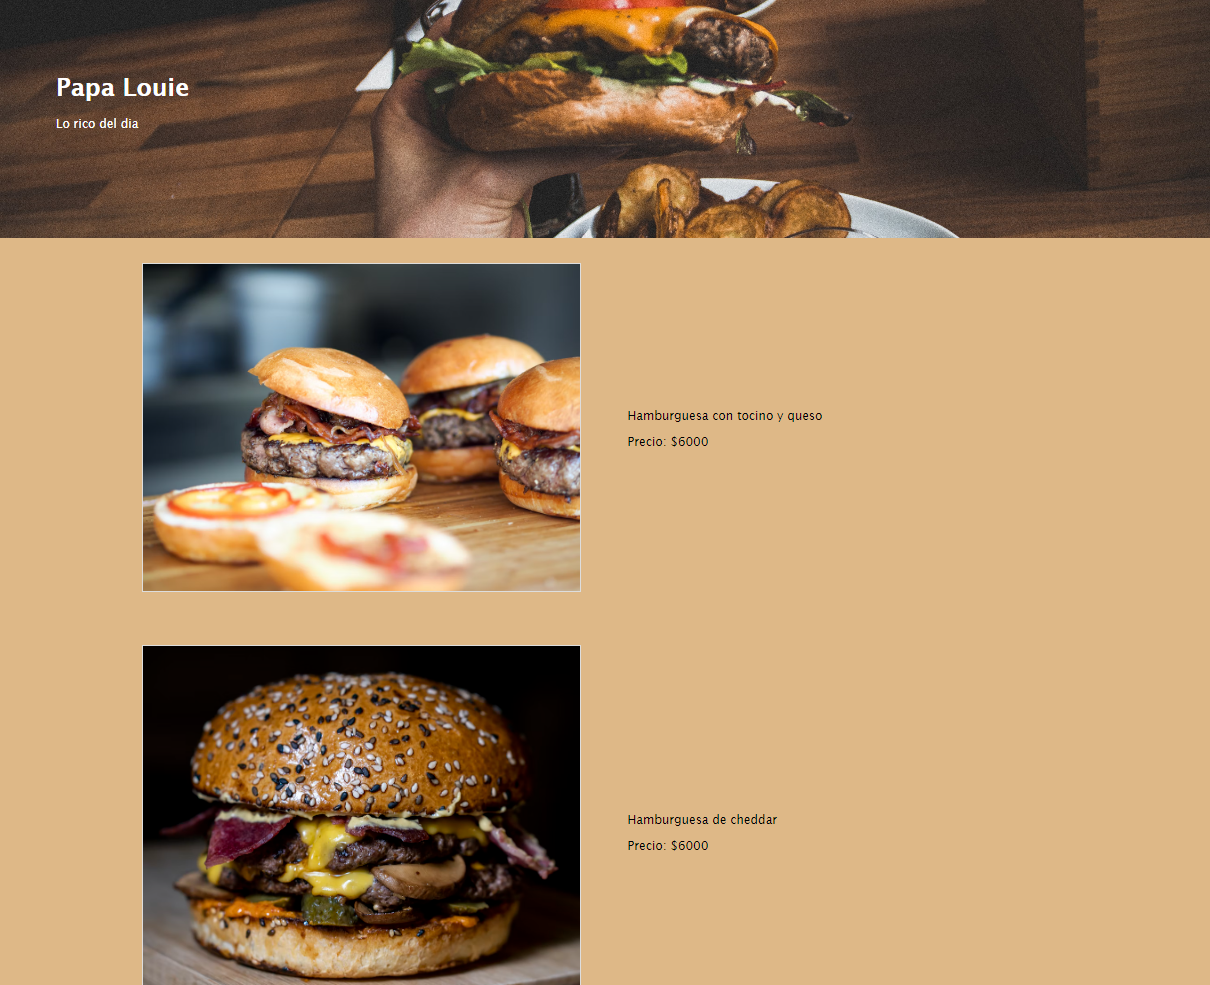 Papa Louie
Lo rico del dia
Hamburguesa con tocino y queso
Precio: $6000
Hamburguesa de cheddar
Precio: $6000